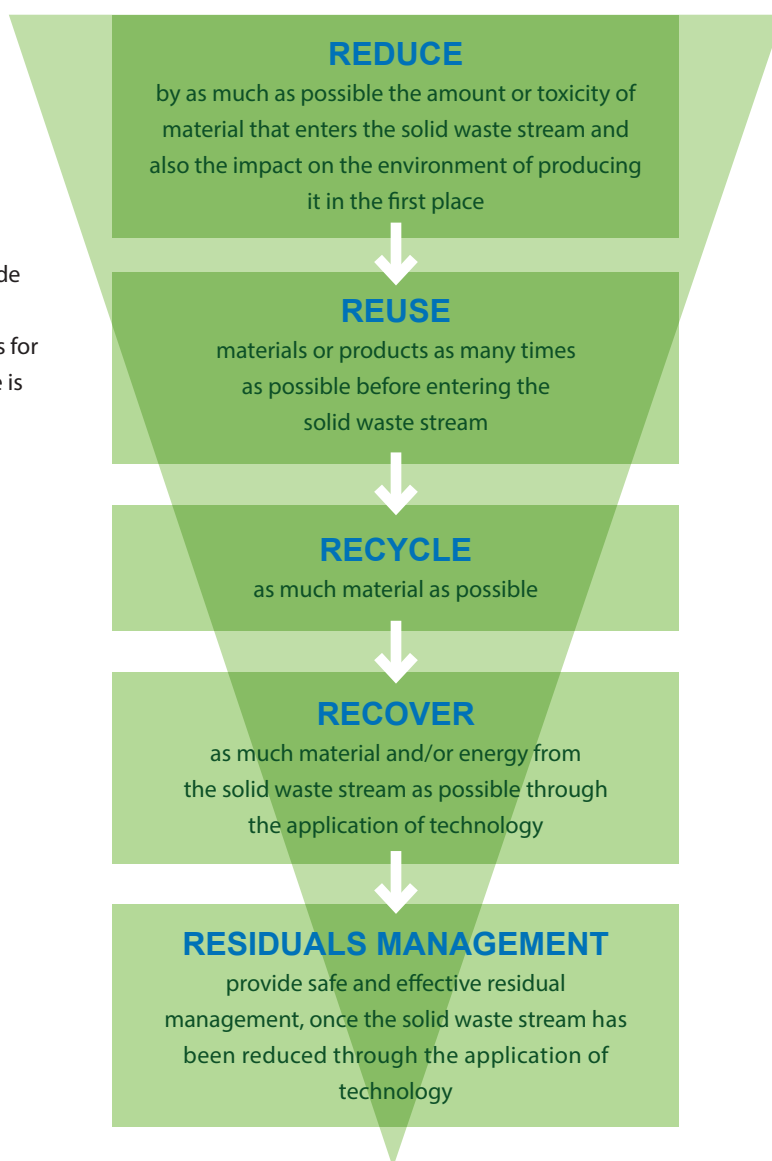 REDUCE
by as much as possible the amount or toxicity of
material that enters the solid waste stream and
also the impact on the environment of producing
it in the first place
de
s for
is
REUSE
materials or products as many times
as possible before entering the
solid waste stream
RECYCLE
as much material as possible
RECOVER
as much material and/or energy from
the solid waste stream as possible through
the application of technology
RESIDUALS MANAGEMENT
provide safe and effective residual
management, once the solid waste stream has
been reduced through the application of
technology